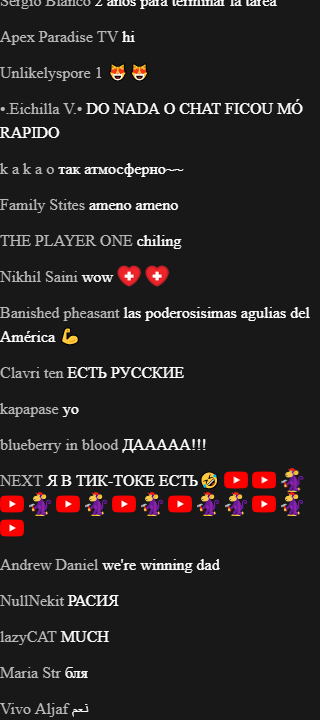 Sergio Blanco 2 años para terminar la tarea
Apex Paradise TV hi
Unlikelyspore 1 😻 😻
•.Eichilla V.• DO NADA O CHAT FICOU MÓ
RAPIDO
k a k a o так атмосферно~~
Family Stites ameno ameno
THE PLAYER ONE chiling
Nikhil Saini wow
Banished pheasant las poderosisimas agulias del
América 💪
Clavri ten ЕСТЬ РУССКИЕ
kapapase yo
blueberry in blood ДААААА!!!
NEXT Я В ТИК-ТОКЕ ЕСТЬ 🤣
Andrew Daniel we're winning dad
NullNekit РАСИЯ
lazyCAT MUCH
Maria Str бля
Vivo Aljaf نعم